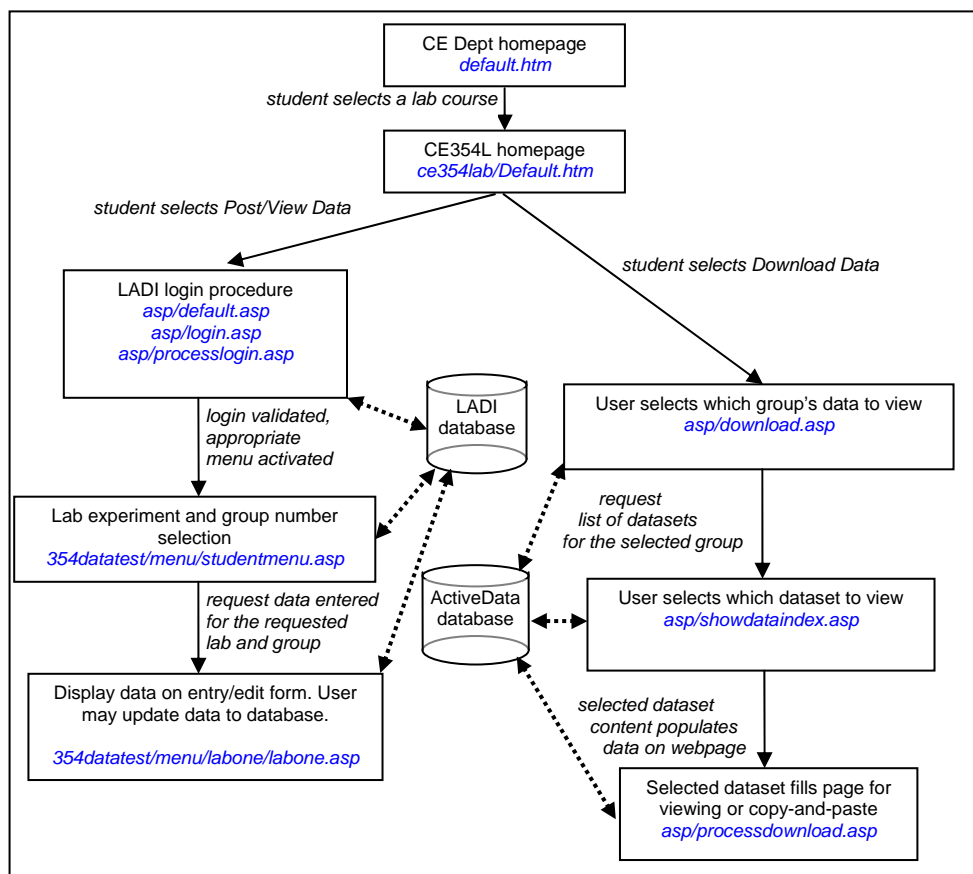 CE Dept homepage
default.htm
student selects a lab course
CE354L homepage
ce354lab/Default.htm
student selects Post/View Data
student selects Download Data
LADI login procedure
asp/default.asp
asp/login.asp
asp/processlogin.asp
LADI
database
User selects which group's data to view
asp/download.asp
login validated,
appropriate
menu activated
request
list of datasets
for the selected group
Lab experiment and group number
selection
354datatest/menu/studentmenu.asp
ActiveData
database
User selects which dataset to view
asp/showdataindex.asp
request data entered
for the requested
lab and group
Display data on entry/edit form. User
may update data to database.
354datatest/menu/labone/labone.asp
selected dataset
content populates
data on webpage
Selected dataset fills page for
viewing or copy-and-paste
asp/processdownload.asp